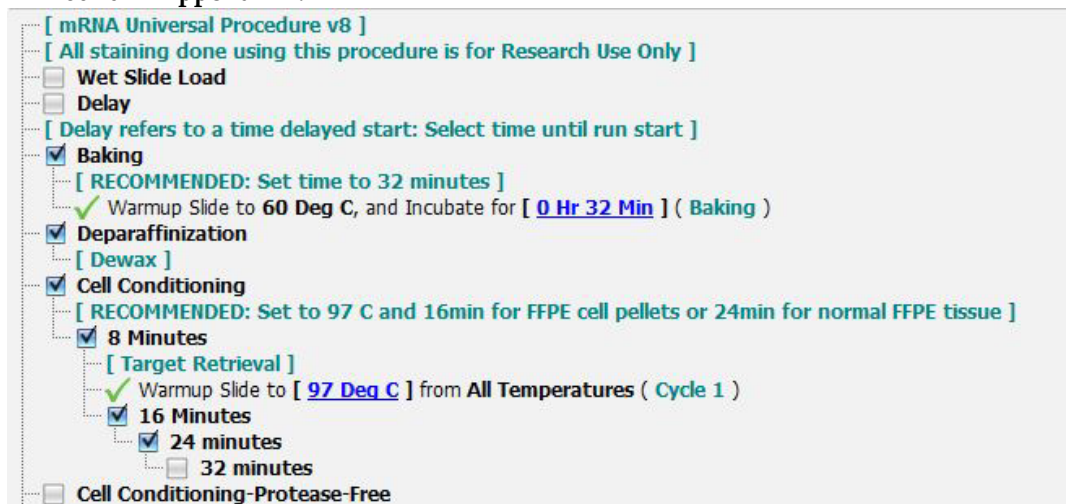 [ mRNA Universal Procedure v8 ]
[ All staining done using this procedure is for Research Use Only ]
Wet Slide Load
Delay
[ Delay refers to a time delayed start: Select time until run start ]
Baking
[ RECOMMENDED: Set time to 32 minutes ]
Warmup Slide to 60 Deg C, and Incubate for [ 0 Hr 32 Min ] ( Baking )
Deparaffinization
[ Dewax ]
Cell Conditioning
[ RECOMMENDED: Set to 97 C and 16min for FFPE cell pellets or 24min for normal FFPE tissue ]
8 Minutes
[ Target Retrieval ]
Warmup Slide to [ 97 Deg C ] from All Temperatures ( Cycle 1 )
16 Minutes
24 minutes
32 minutes
Cell Conditioning-Protease-Free